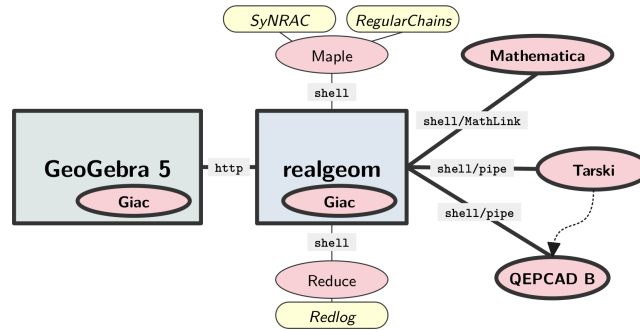 SyNRAC
RegularChains
Maple
Mathematica
shell
shell/MathLink
GeoGebra 5
http
realgeom
shell/pipe
Tarski
Giac
Giac
shell/pipe
shell
Reduce
QEPCAD B
Redlog